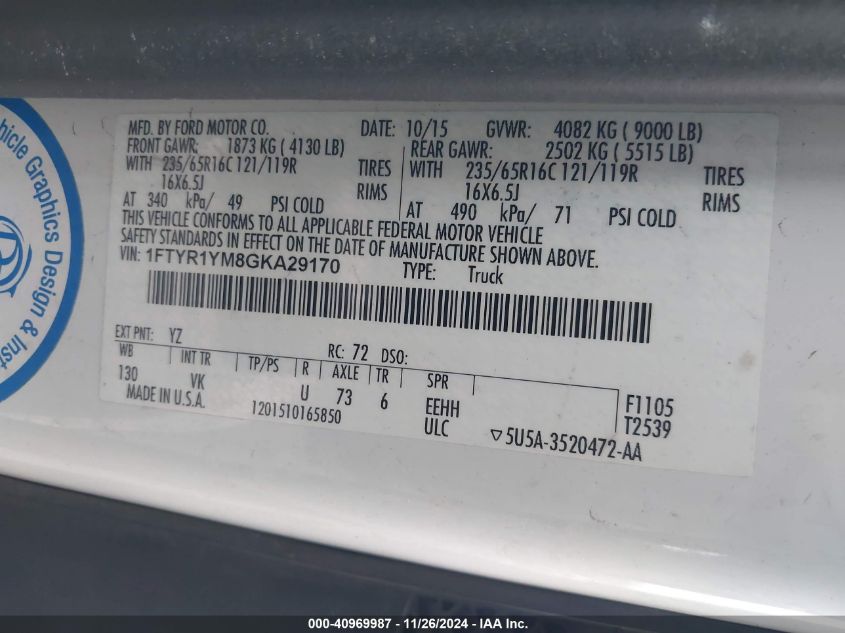 Vehicle Graphics Design & Inst
R
MFD. BY FORD MOTOR CO.
DATE: 10/15 GVWR: 4082 KG ( 9000 LB)
FRONT GAWR: 1873 KG ( 4130 LB)
REAR GAWR: 2502 KG ( 5515 LB)
WITH 235/65R16C 121/119R TIRES
WITH 235/65R16C 121/119R TIRES
16X6.5J RIMS
16X6.5J RIMS
AT 340 kPa/ 49 PSI COLD
AT 490 kPa/ 71 PSI COLD
THIS VEHICLE CONFORMS TO ALL APPLICABLE FEDERAL MOTOR VEHICLE
SAFETY STANDARDS IN EFFECT ON THE DATE OF MANUFACTURE SHOWN ABOVE.
VIN: 1FTYR1YM8GKA29170
TYPE: Truck
EXT PNT: YZ RC: 72 DSO:
WB INT TR TP/PS R AXLE TR SPR
130 VK U 73 6 EEHH
F1105
MADE IN U.S.A. 1201510165850 ULC
T2539
▽5U5A-3520472-AA
000-40969987 - 11/26/2024 - IAA Inc.